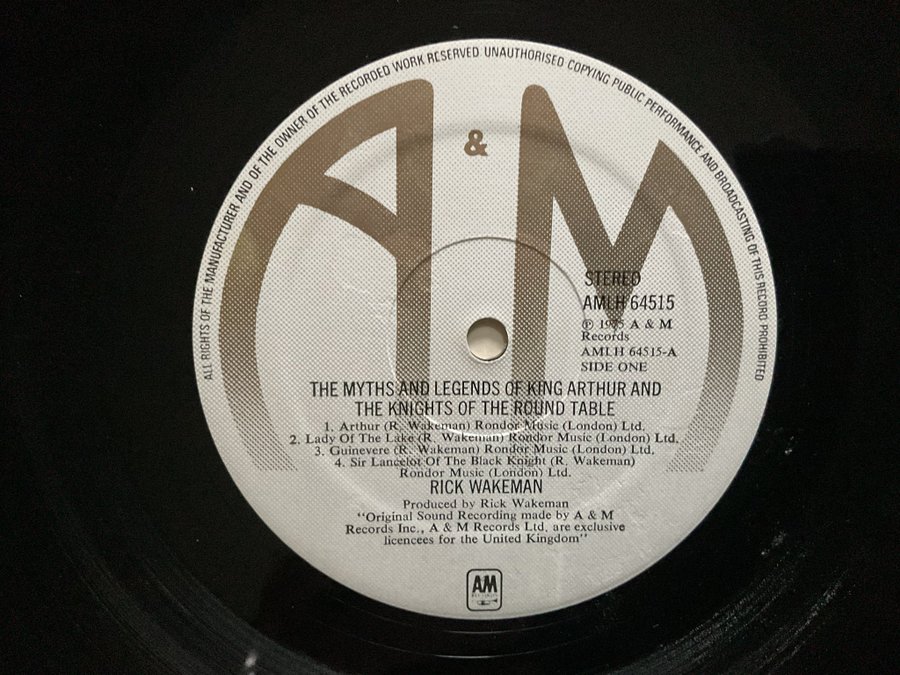 ALL RIGHTS OF THE MANUFACTURER AND OF THE OWNER OF THE RECORDED WORK RESERVED UNAUTHORISED COPYING PUBLIC PERFORMANCE AND BROADCASTING OF THIS RECORD PROHIBITED
A & M
STEREO
AMLH 64515
℗ 1975 A & M
Records
AMLH 64515-A
SIDE ONE
THE MYTHS AND LEGENDS OF KING ARTHUR AND
THE KNIGHTS OF THE ROUND TABLE
1. Arthur (R. Wakeman) Rondor Music (London) Ltd.
2. Lady Of The Lake (R. Wakeman) Rondor Music (London) Ltd.
3. Guinevere (R. Wakeman) Rondor Music (London) Ltd.
4. Sir Lancelot Of The Black Knight (R. Wakeman)
Rondor Music (London) Ltd.
RICK WAKEMAN
Produced by Rick Wakeman
"Original Sound Recording made by A & M
Records Inc., A & M Records Ltd. are exclusive
licencees for the United Kingdom"
AM
RECORDS